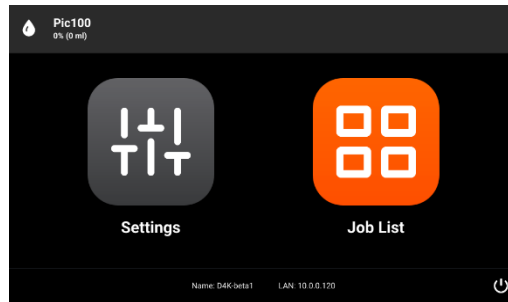 Pic100
0% (0 ml)
Settings
Job List
Name: D4K-beta1
LAN: 10.0.0.120